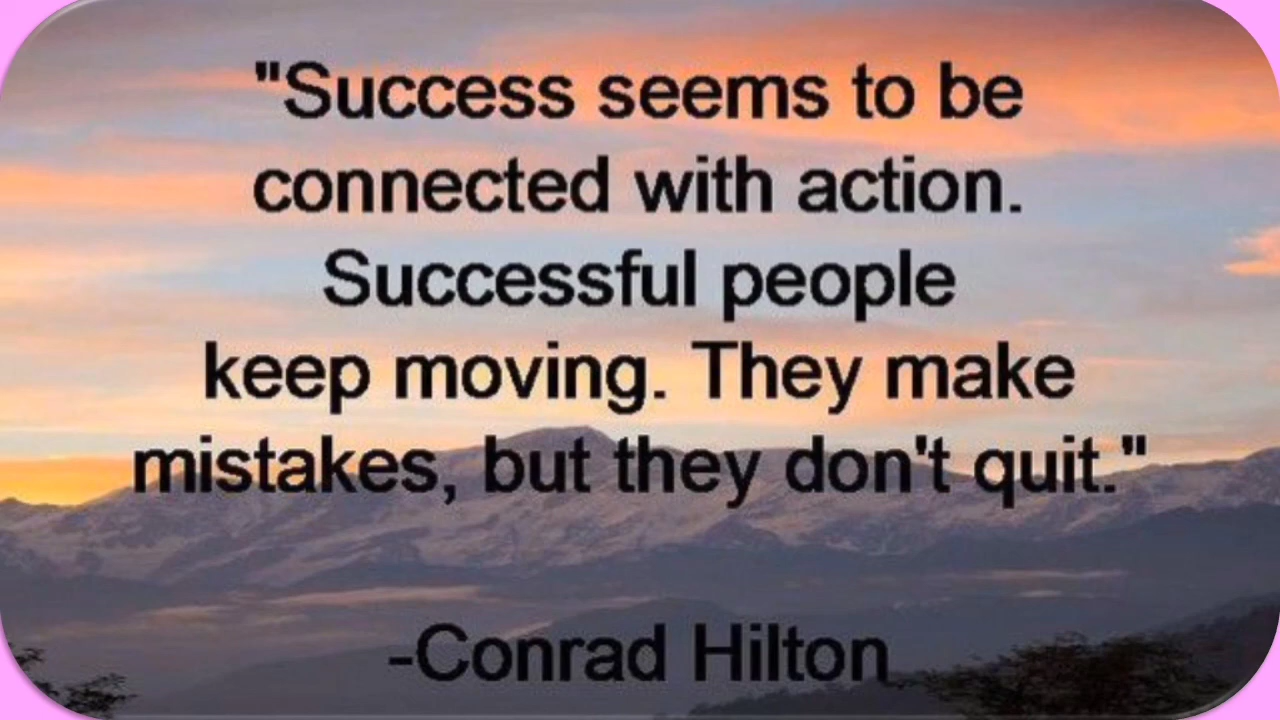 "Success seems to be
connected with action.
Successful people
keep moving. They make
mistakes, but they don't quit."
-Conrad Hilton